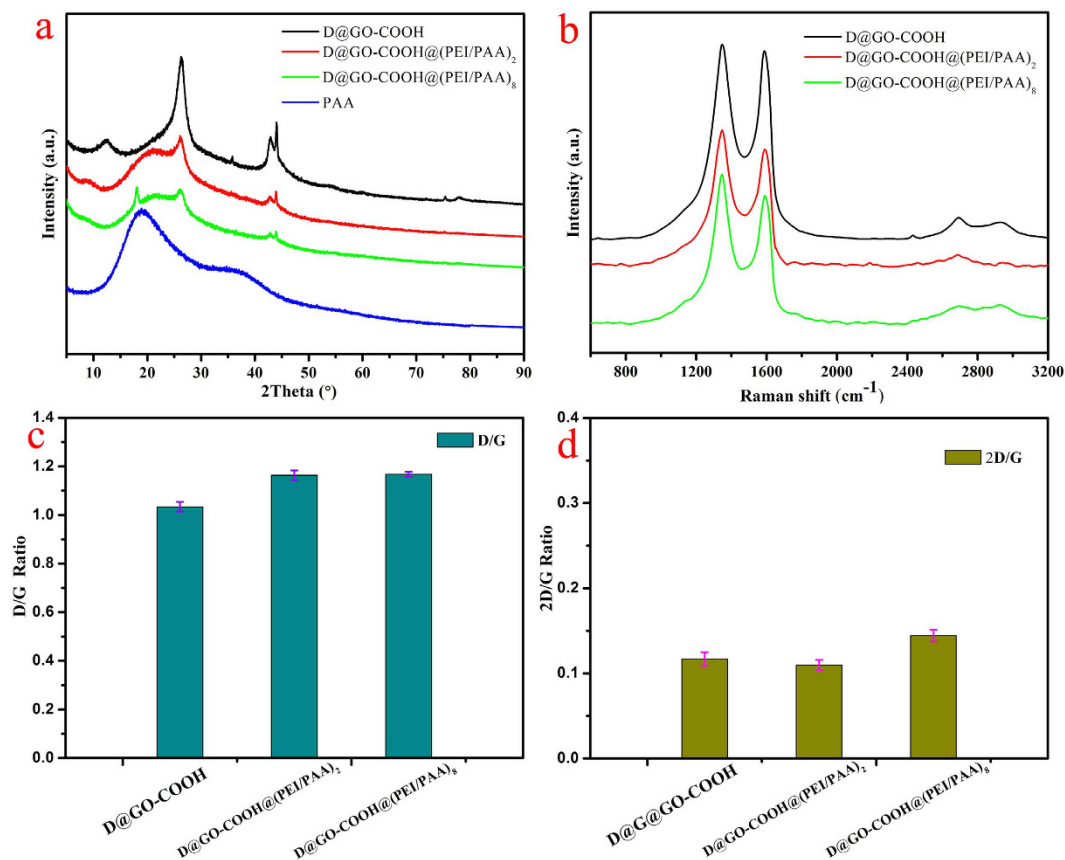 a
D@GO-COOH
D@GO-COOH@(PEI/PAA)2
D@GO-COOH@(PEI/PAA)8
PAA
Intensity (a.u.)
10 20 30 40 50 60 70 80 90
2Theta (°)
b
D@GO-COOH
D@GO-COOH@(PEI/PAA)2
D@GO-COOH@(PEI/PAA)8
Intensity (a.u.)
600 1200 1600 2000 2400 2800 3200
Raman shift (cm-1)
c
D/G
1.4
1.2
1.0
0.8
0.6
0.4
0.2
0.0
D/G Ratio
D@GO-COOH
D@GO-COOH@(PEI/PAA)2
D@GO-COOH@(PEI/PAA)8
d
2D/G
0.4
0.3
0.2
0.1
0.0
2D/G Ratio
D@G@GO-COOH
D@GO-COOH@(PEI/PAA)2
D@GO-COOH@(PEI/PAA)8